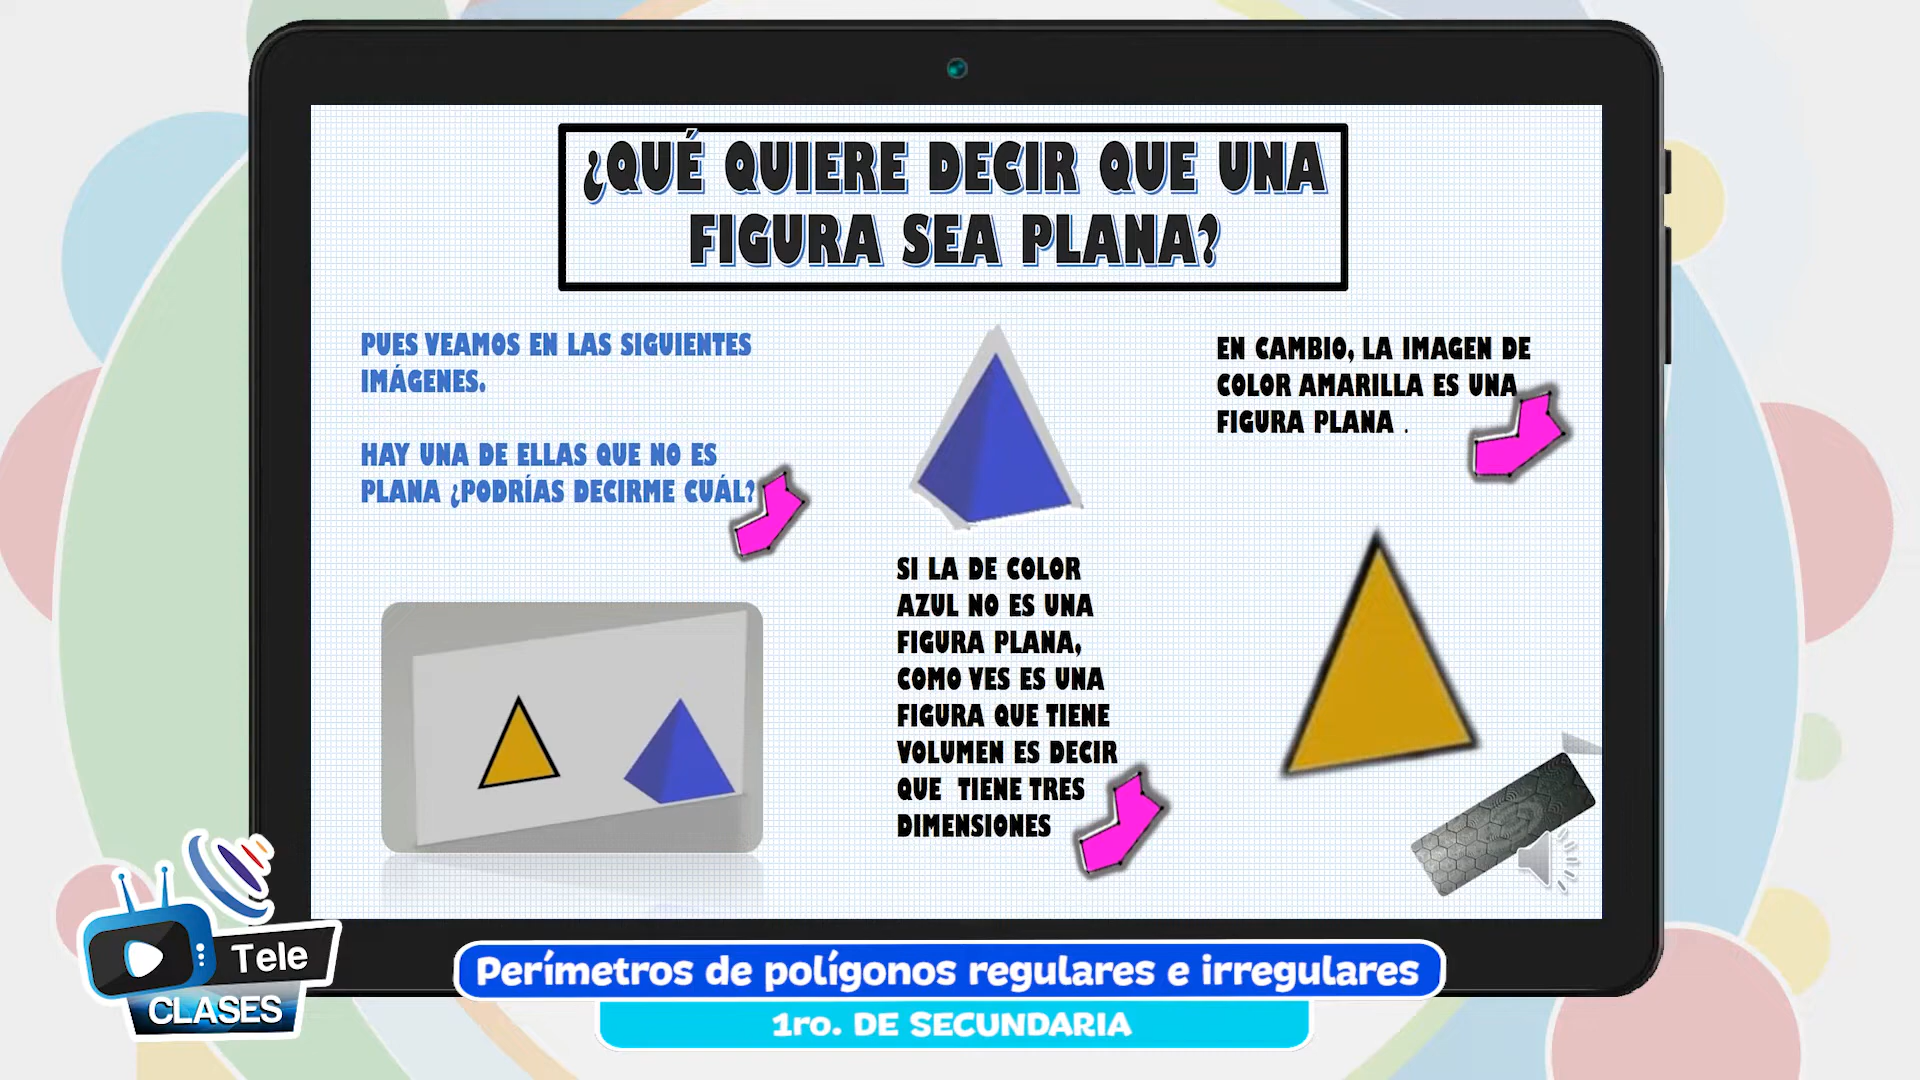 ¿QUÉ QUIERE DECIR QUE UNA
FIGURA SEA PLANA?
PUES VEAMOS EN LAS SIGUIENTES
IMÁGENES.
HAY UNA DE ELLAS QUE NO ES
PLANA ¿PODRÍAS DECIRME CUÁL?
SI LA DE COLOR
AZUL NO ES UNA
FIGURA PLANA,
COMO VES ES UNA
FIGURA QUE TIENE
VOLUMEN ES DECIR
QUE TIENE TRES
DIMENSIONES
EN CAMBIO, LA IMAGEN DE
COLOR AMARILLA ES UNA
FIGURA PLANA .
Tele
CLASES
Perímetros de polígonos regulares e irregulares
1ro. DE SECUNDARIA